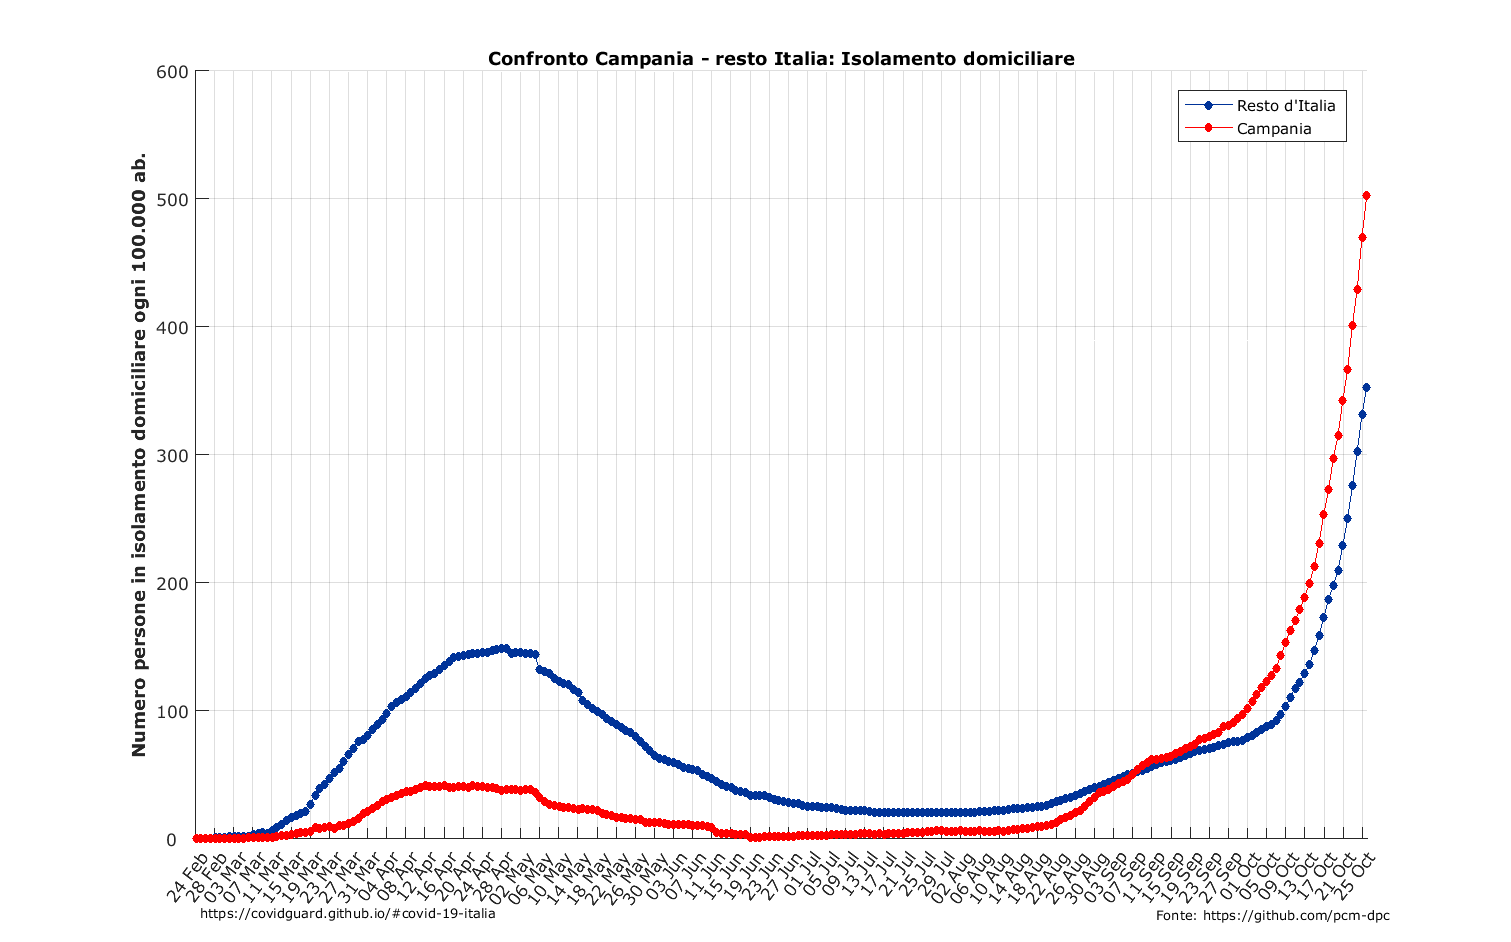 Confronto Campania - resto Italia: Isolamento domiciliare
Numero persone in isolamento domiciliare ogni 100.000 ab.
600
500
400
300
200
100
0
Resto d'Italia
Campania
24 Feb
28 Feb
03 Mar
07 Mar
11 Mar
15 Mar
19 Mar
23 Mar
27 Mar
31 Mar
04 Apr
08 Apr
12 Apr
16 Apr
20 Apr
24 Apr
28 Apr
02 May
06 May
10 May
14 May
18 May
22 May
26 May
30 May
03 Jun
07 Jun
11 Jun
15 Jun
19 Jun
23 Jun
27 Jun
01 Jul
05 Jul
09 Jul
13 Jul
17 Jul
21 Jul
25 Jul
29 Jul
02 Aug
06 Aug
10 Aug
14 Aug
18 Aug
22 Aug
26 Aug
30 Aug
03 Sep
07 Sep
11 Sep
15 Sep
19 Sep
23 Sep
27 Sep
01 Oct
05 Oct
09 Oct
13 Oct
17 Oct
21 Oct
25 Oct
https://covidguard.github.io/#covid-19-italia
Fonte: https://github.com/pcm-dpc